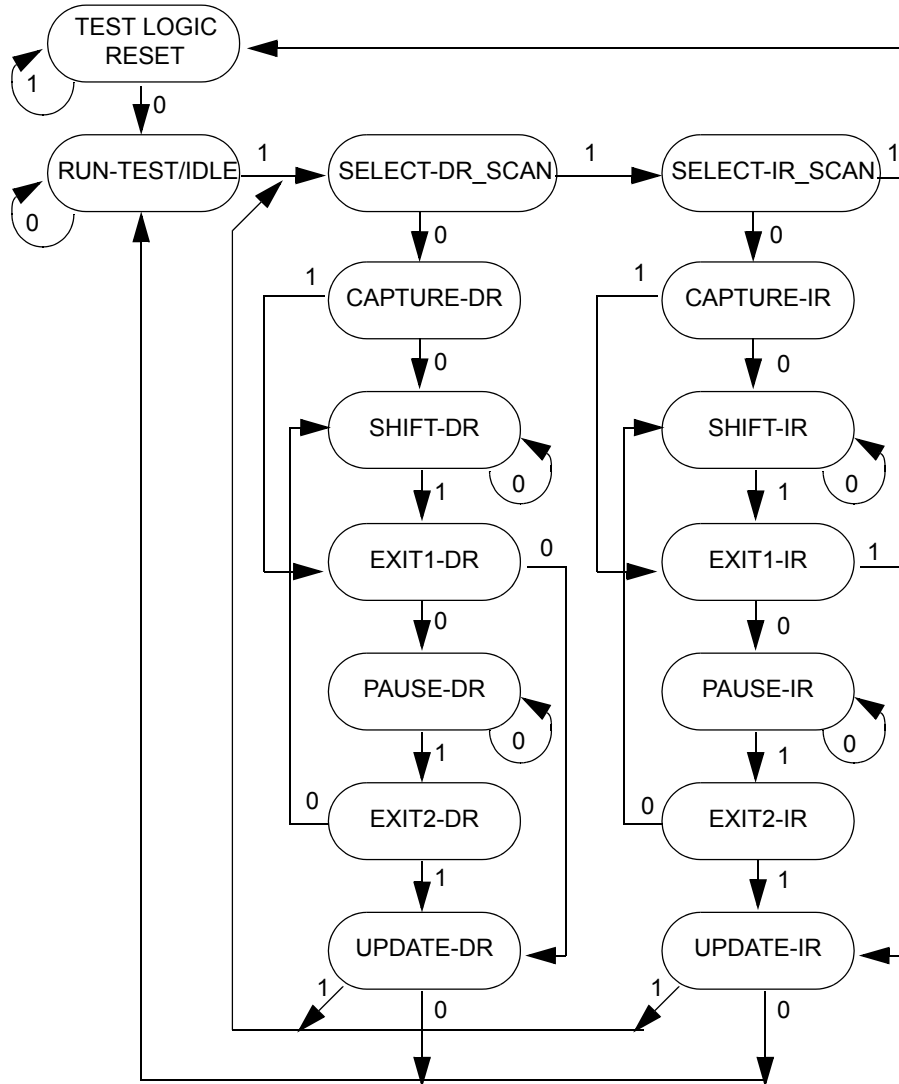 TEST LOGIC
RESET
1
0
RUN-TEST/IDLE
1
SELECT-DR_SCAN
1
SELECT-IR_SCAN
1
0
0
0
1
CAPTURE-DR
1
CAPTURE-IR
0
0
SHIFT-DR
SHIFT-IR
0
0
1
1
EXIT1-DR
0
EXIT1-IR
1
0
0
PAUSE-DR
PAUSE-IR
0
0
1
1
0
EXIT2-DR
0
EXIT2-IR
1
1
UPDATE-DR
UPDATE-IR
1
0
1
0